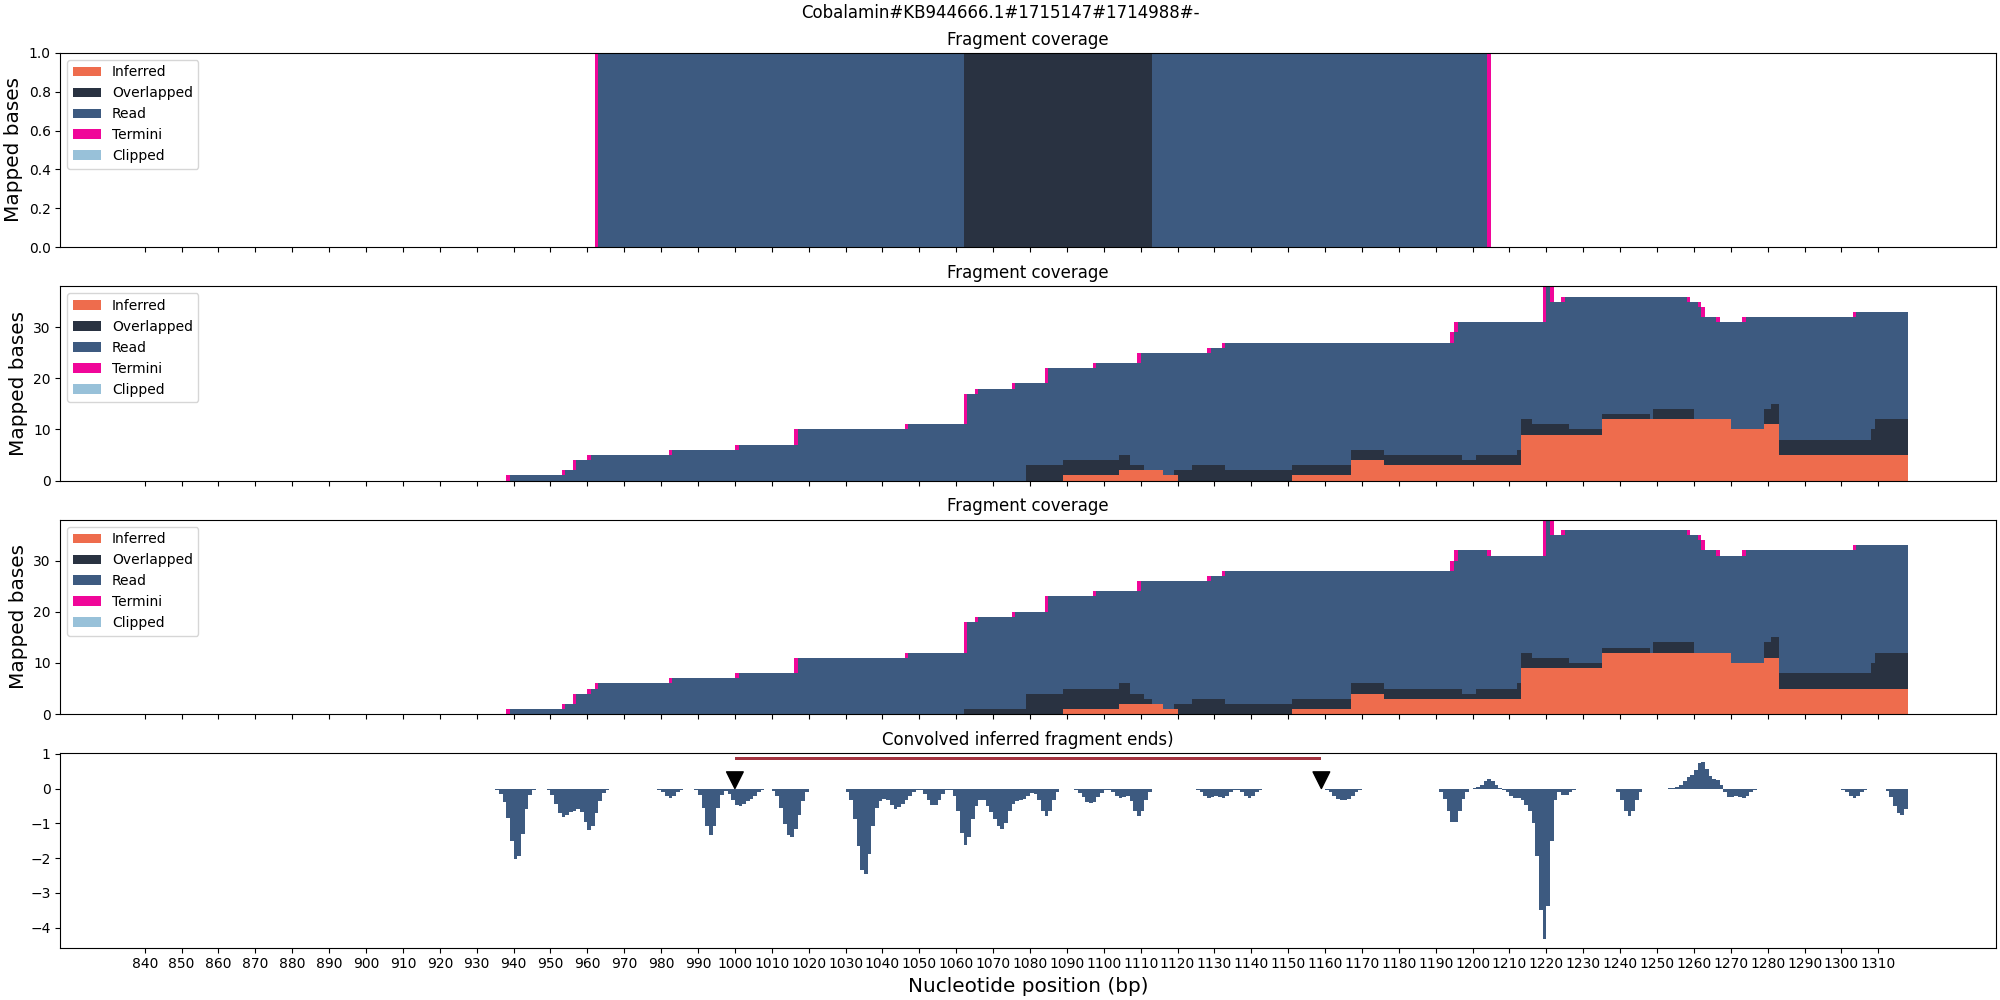 Cobalamin#KB944666.1#1715147#1714988#-
Fragment coverage
Mapped bases
1.0
0.8
0.6
0.4
0.2
0.0
Inferred
Overlapped
Read
Termini
Clipped
Fragment coverage
Mapped bases
30
20
10
0
Inferred
Overlapped
Read
Termini
Clipped
Fragment coverage
Mapped bases
30
20
10
0
Inferred
Overlapped
Read
Termini
Clipped
Convolved inferred fragment ends)
1
0
−1
−2
−3
−4
840 850 860 870 880 890 900 910 920 930 940 950 960 970 980 990 1000 1010 1020 1030 1040 1050 1060 1070 1080 1090 1100 1110 1120 1130 1140 1150 1160 1170 1180 1190 1200 1210 1220 1230 1240 1250 1260 1270 1280 1290 1300 1310
Nucleotide position (bp)